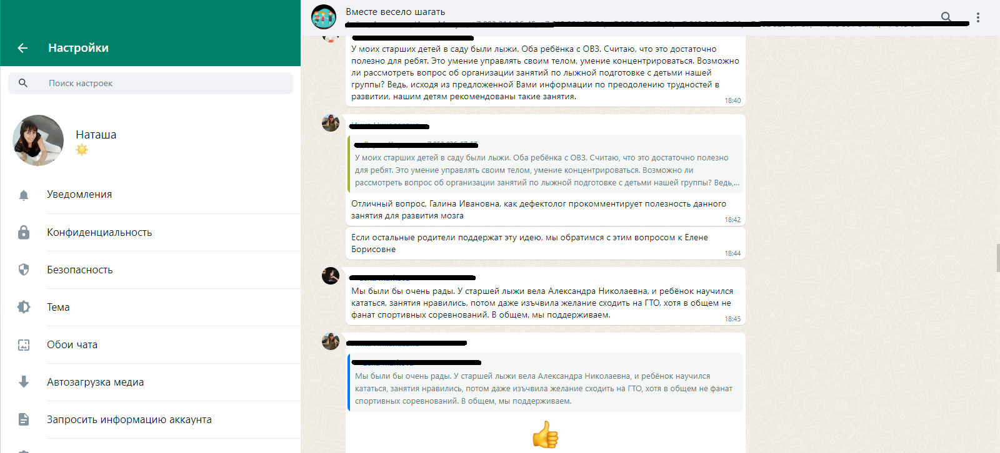 Настройки
Поиск настроек
Наташа
Уведомления
Конфиденциальность
Безопасность
Тема
Обои чата
Автозагрузка медиа
Запросить информацию аккаунта
Вместе весело шагать
У моих старших детей в саду были лыжи. Оба ребёнка с ОВЗ. Считаю, что это достаточно
полезно для ребят. Это умение управлять своим телом, умение концентрироваться. Возможно
ли рассмотреть вопрос об организации занятий по лыжной подготовке с детьми нашей
группы? Ведь, исходя из предложенной Вами информации по преодолению трудностей в
развитии, нашим детям рекомендованы такие занятия.
18:40
У моих старших детей в саду были лыжи. Оба ребёнка с ОВЗ. Считаю, что это достаточно полезно
для ребят. Это умение управлять своим телом, умение концентрироваться. Возможно ли
рассмотреть вопрос об организации занятий по лыжной подготовке с детьми нашей группы? Ведь,...
Отличный вопрос, Галина Ивановна, как дефектолог прокомментирует полезность данного
занятия для развития мозга
18:42
Если остальные родители поддержат эту идею, мы обратимся с этим вопросом к Елене
Борисовне
18:44
Мы были бы очень рады. У старшей лыжи вела Александра Николаевна, и ребёнок научился
кататься, занятия нравились, потом даже изъчвила желание сходить на ГТО, хотя в общем не
фанат спортивных соревнований. В общем, мы поддерживаем.
18:45
Мы были бы очень рады. У старшей лыжи вела Александра Николаевна, и ребёнок научился
кататься, занятия нравились, потом даже изъчвила желание сходить на ГТО, хотя в общем не фанат
спортивных соревнований. В общем, мы поддерживаем.